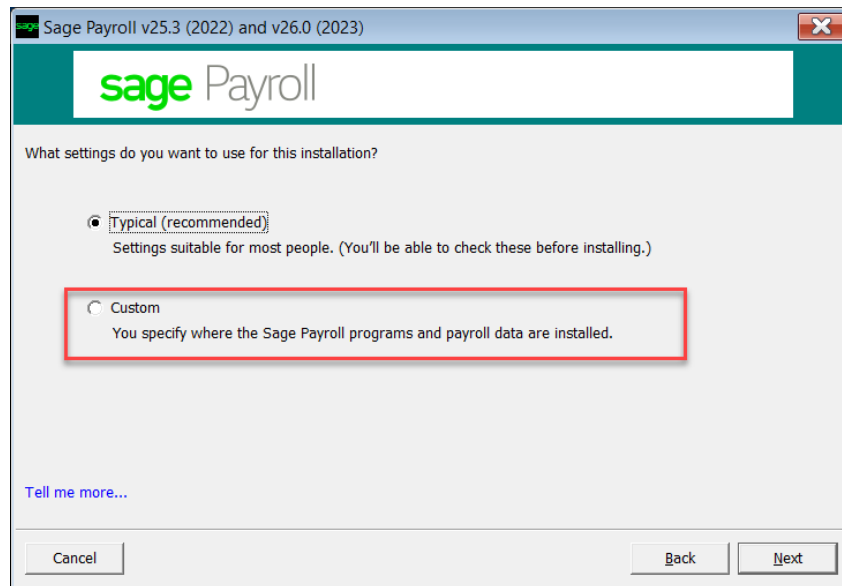 sage Sage Payroll v25.3 (2022) and v26.0 (2023)
sage Payroll
What settings do you want to use for this installation?
Typical (recommended)
Settings suitable for most people. (You'll be able to check these before installing.)
Custom
You specify where the Sage Payroll programs and payroll data are installed.
Tell me more...
Cancel Back Next